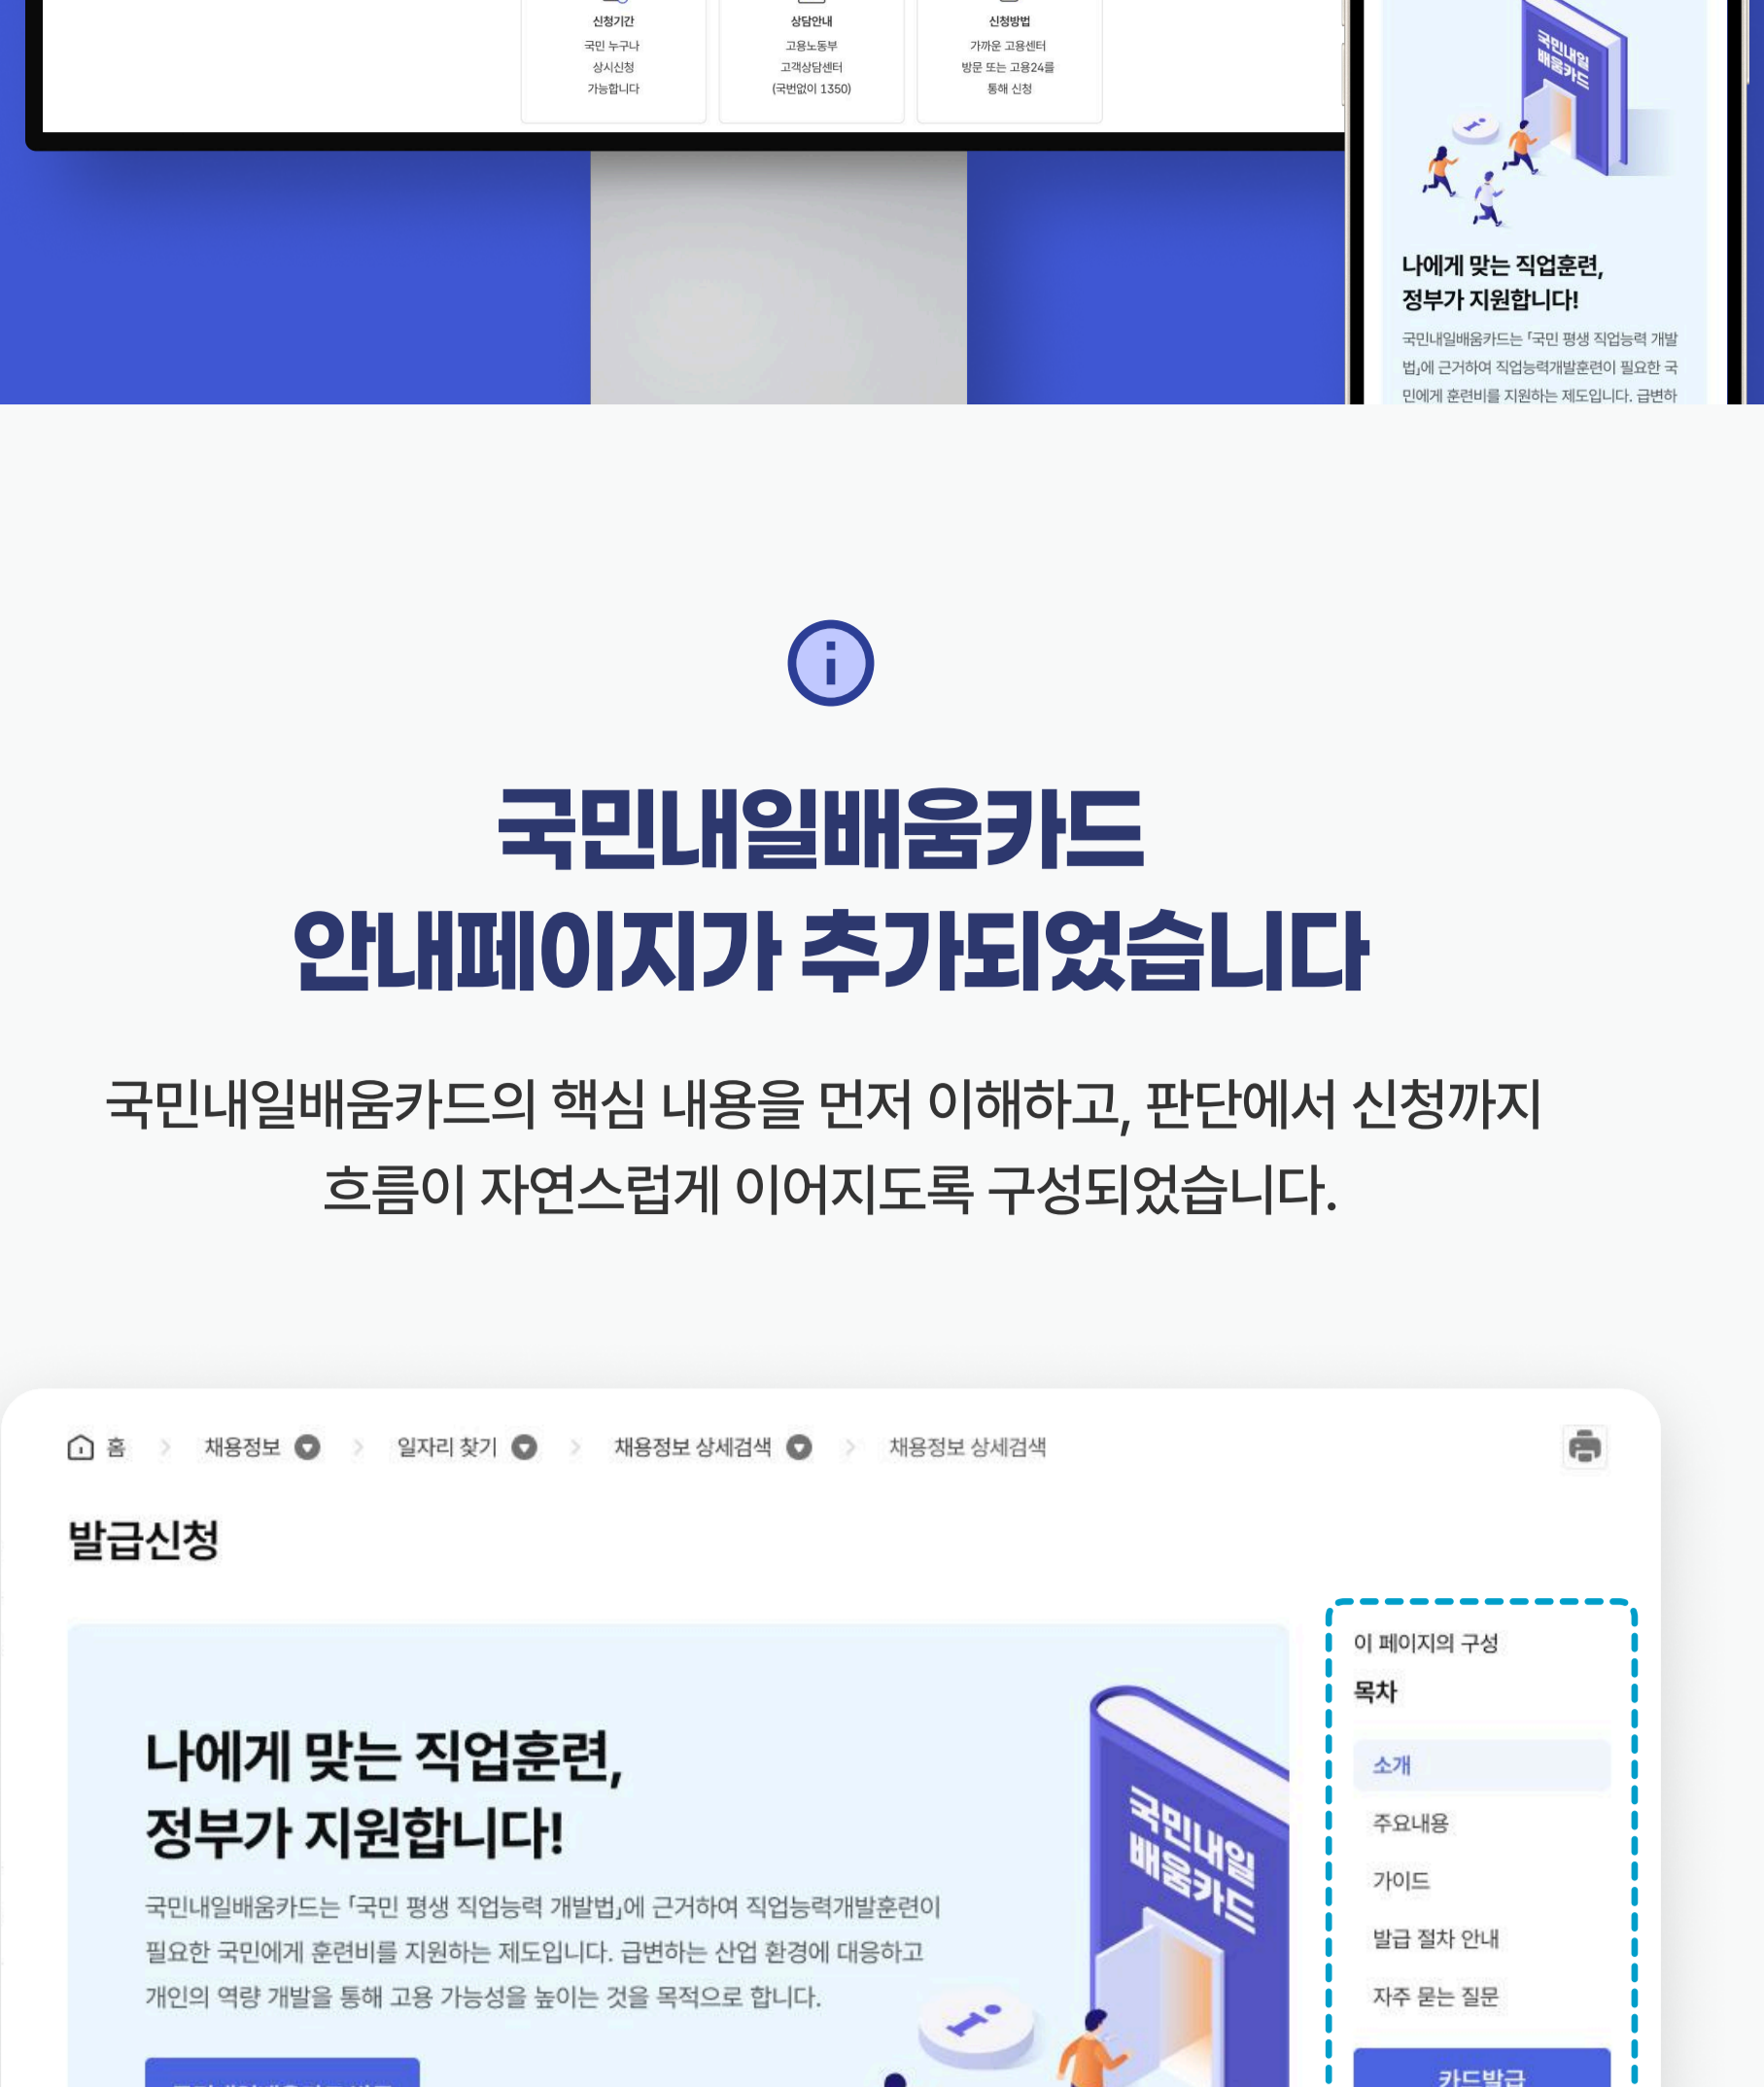 신청기간
국민 누구나
상시신청
가능합니다
상담안내
고용노동부
고객상담센터
(국번없이 1350)
신청방법
가까운 고용센터
방문 또는 고용24를
통해 신청
국민내일
배움카드
나에게 맞는 직업훈련,
정부가 지원합니다!
국민내일배움카드는 「국민 평생 직업능력 개발
법」에 근거하여 직업능력개발훈련이 필요한 국
민에게 훈련비를 지원하는 제도입니다. 급변하
국민내일배움카드
안내페이지가 추가되었습니다
국민내일배움카드의 핵심 내용을 먼저 이해하고, 판단에서 신청까지
흐름이 자연스럽게 이어지도록 구성되었습니다.
홈 > 채용정보 > 일자리 찾기 > 채용정보 상세검색 > 채용정보 상세검색
발급신청
나에게 맞는 직업훈련,
정부가 지원합니다!
국민내일배움카드는 「국민 평생 직업능력 개발법」에 근거하여 직업능력개발훈련이
필요한 국민에게 훈련비를 지원하는 제도입니다. 급변하는 산업 환경에 대응하고
개인의 역량 개발을 통해 고용 가능성을 높이는 것을 목적으로 합니다.
국민내일
배움카드
이 페이지의 구성
목차
소개
주요내용
가이드
발급 절차 안내
자주 묻는 질문
카드발급